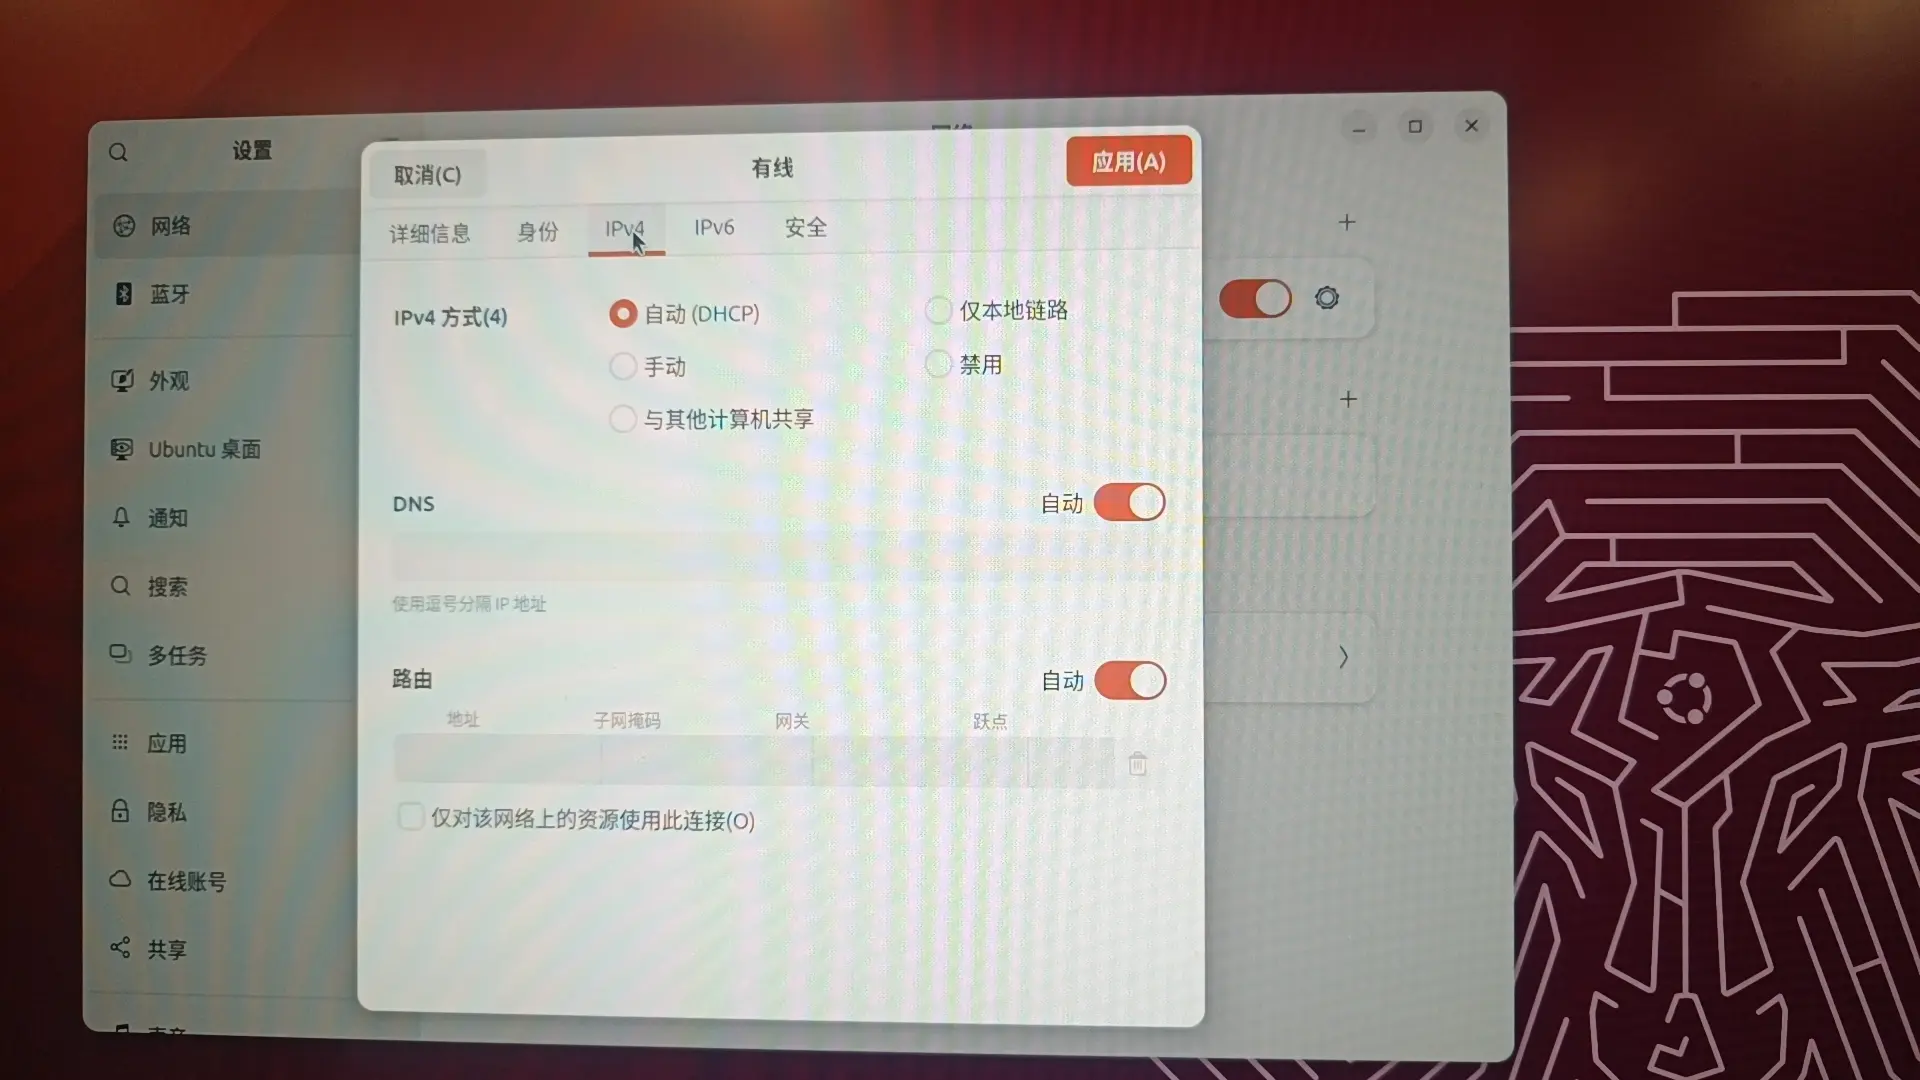 设置
取消(C)
有线
应用(A)
详细信息
身份
IPv4
IPv6
安全
网络
蓝牙
外观
Ubuntu 桌面
通知
搜索
多任务
应用
隐私
在线账号
共享
IPv4 方式(4)
自动 (DHCP)
仅本地链路
手动
禁用
与其他计算机共享
DNS
自动
使用逗号分隔 IP 地址
路由
自动
地址
子网掩码
网关
跃点
仅对该网络上的资源使用此连接(O)